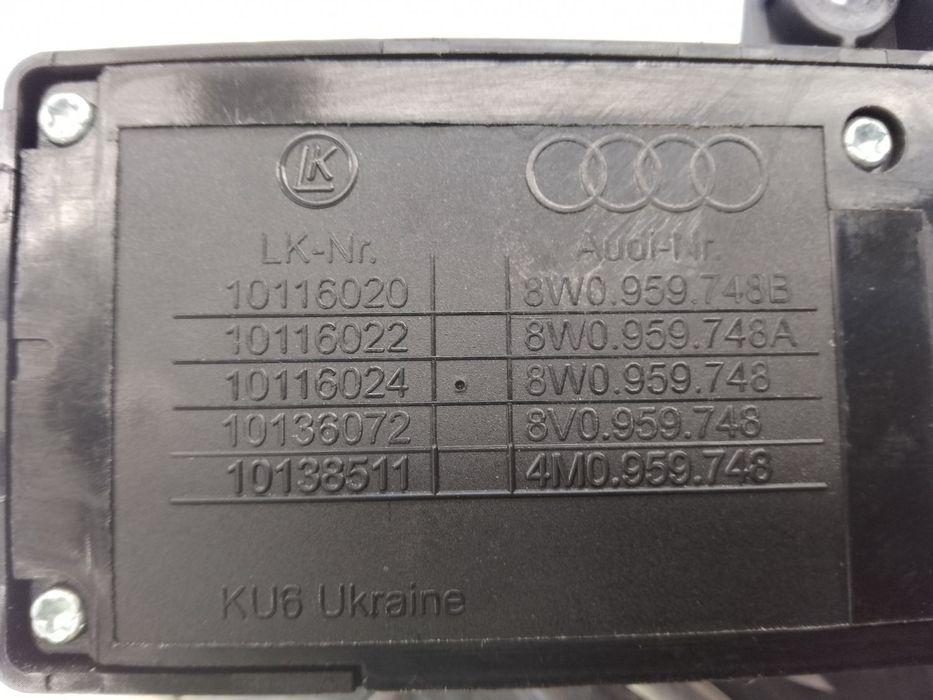 LK
LK-Nr. Audi-Nr.
10116020 8W0.959.748B
10116022 8W0.959.748A
10116024 8W0.959.748
10136072 8V0.959.748
10138511 4M0.959.748
KU6 Ukraine